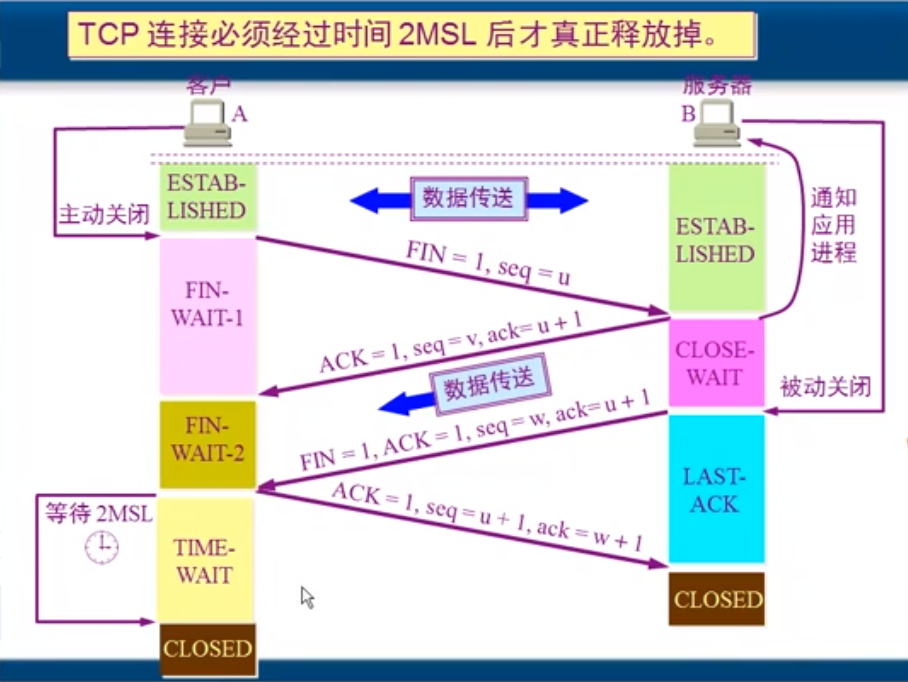 TCP 连接必须经过时间 2MSL 后才真正释放掉。
客户
服务器
A
B
ESTAB-
LISHED
数据传送
通知
应用
进程
主动关闭
ESTAB-
LISHED
FIN = 1, seq = u
FIN-
WAIT-1
ACK = 1, seq = v, ack= u + 1
CLOSE-
WAIT
数据传送
被动关闭
FIN-
WAIT-2
FIN = 1, ACK = 1, seq = w, ack= u + 1
LAST-
ACK
等待 2MSL
ACK = 1, seq = u + 1, ack = w + 1
TIME-
WAIT
CLOSED
CLOSED